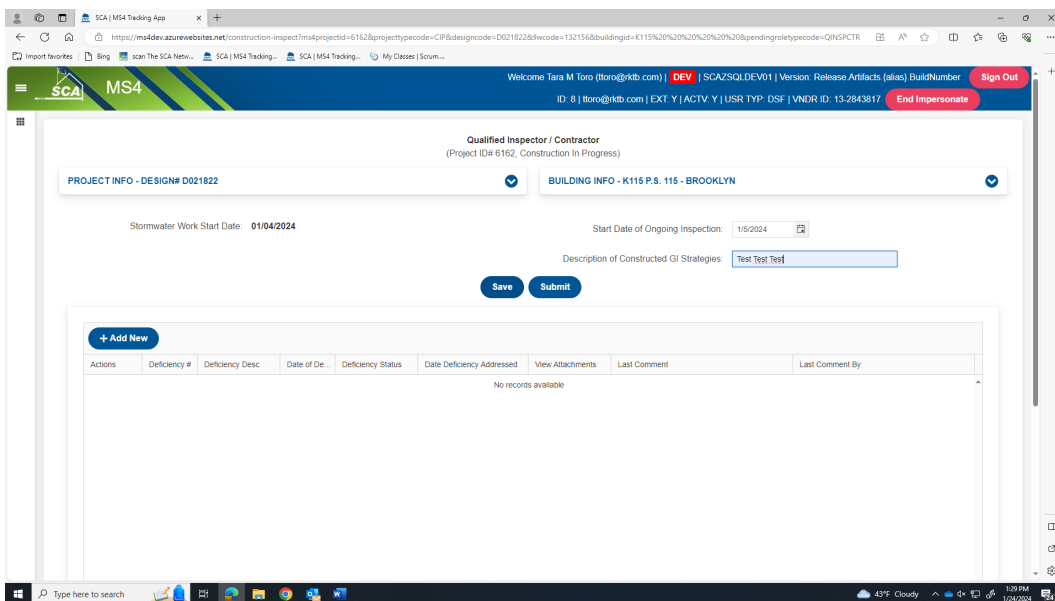 SCA | MS4 Tracking App
https://ms4dev.azurewebsites.net/construction-inspect?ms4projectid=6162&projecttypecode=CIP&designcode=D021822&llwcode=132156&buildingid=K115%20%20%20%20%20%20&pendingroletypecode=QINSPCTR
Import favorites
Bing
scan The SCA Netw...
SCA | MS4 Tracking...
SCA | MS4 Tracking...
My Classes | Scrum...
SCA MS4
Welcome Tara M Toro (ttoro@rktb.com) | DEV | SCAZSQLDEV01 | Version: Release.Artifacts.{alias}.BuildNumber Sign Out
ID: 8 | ttoro@rktb.com | EXT: Y | ACTV: Y | USR TYP: DSF | VNDR ID: 13-2843817 End Impersonate
Qualified Inspector / Contractor
(Project ID# 6162, Construction In Progress)
PROJECT INFO - DESIGN# D021822
BUILDING INFO - K115 P.S. 115 - BROOKLYN
Stormwater Work Start Date: 01/04/2024
Start Date of Ongoing Inspection: 1/5/2024
Description of Constructed GI Strategies: Test Test Test
Save Submit
+ Add New
Actions Deficiency # Deficiency Desc Date of De... Deficiency Status Date Deficiency Addressed View Attachments Last Comment Last Comment By
No records available
Type here to search
43°F Cloudy
1:29 PM
1/24/2024
24